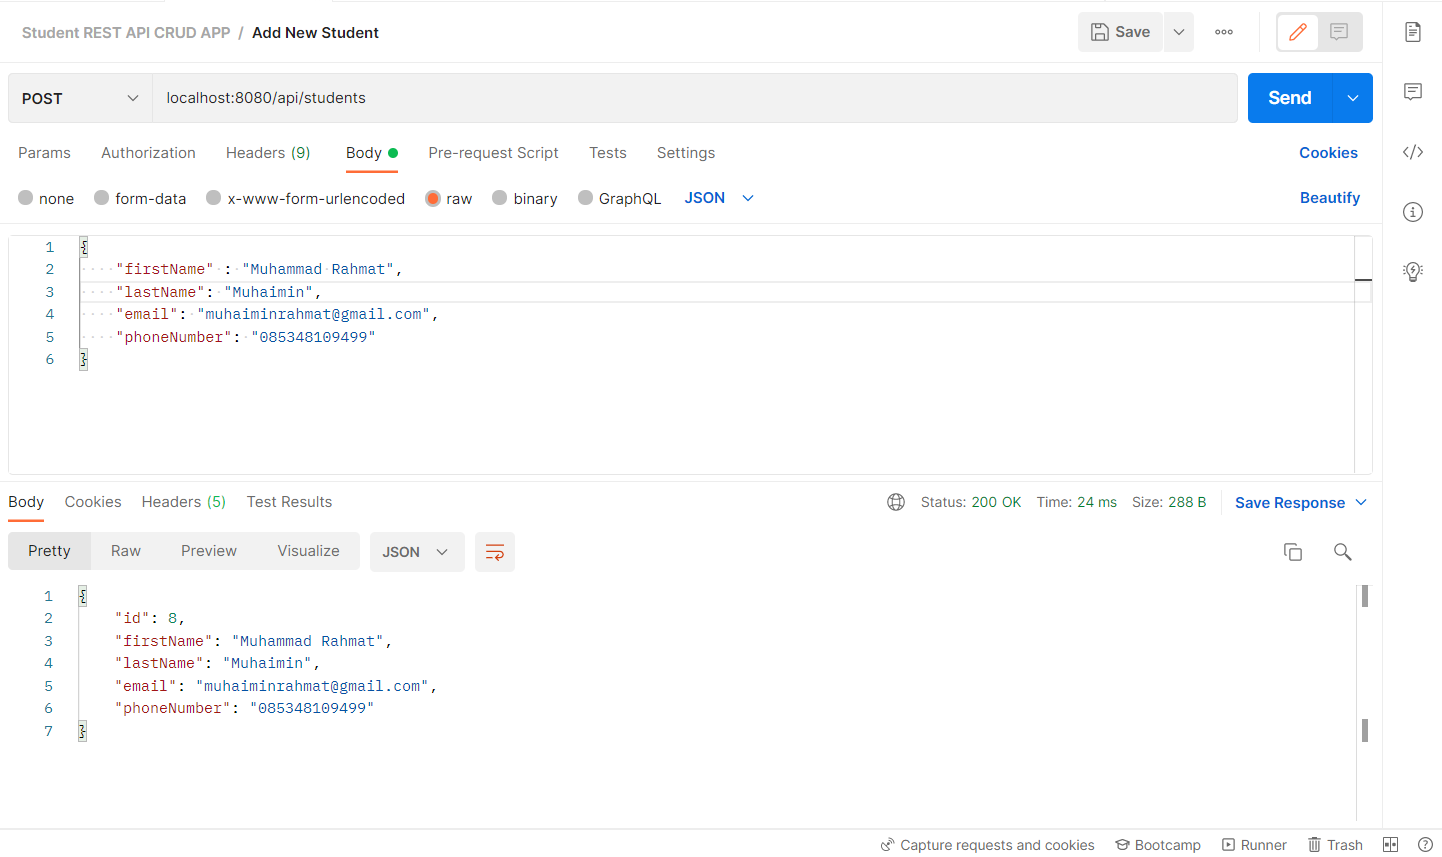 Student REST API CRUD APP / Add New Student Save
POST localhost:8080/api/students Send
Params Authorization Headers (9) Body Pre-request Script Tests Settings Cookies
none form-data x-www-form-urlencoded raw binary GraphQL JSON Beautify
1 {
2 "firstName" : "Muhammad Rahmat",
3 "lastName": "Muhaimin",
4 "email": "muhaiminrahmat@gmail.com",
5 "phoneNumber": "085348109499"
6 }
Body Cookies Headers (5) Test Results Status: 200 OK Time: 24 ms Size: 288 B Save Response
Pretty Raw Preview Visualize JSON
1 {
2 "id": 8,
3 "firstName": "Muhammad Rahmat",
4 "lastName": "Muhaimin",
5 "email": "muhaiminrahmat@gmail.com",
6 "phoneNumber": "085348109499"
7 }
Capture requests and cookies Bootcamp Runner Trash